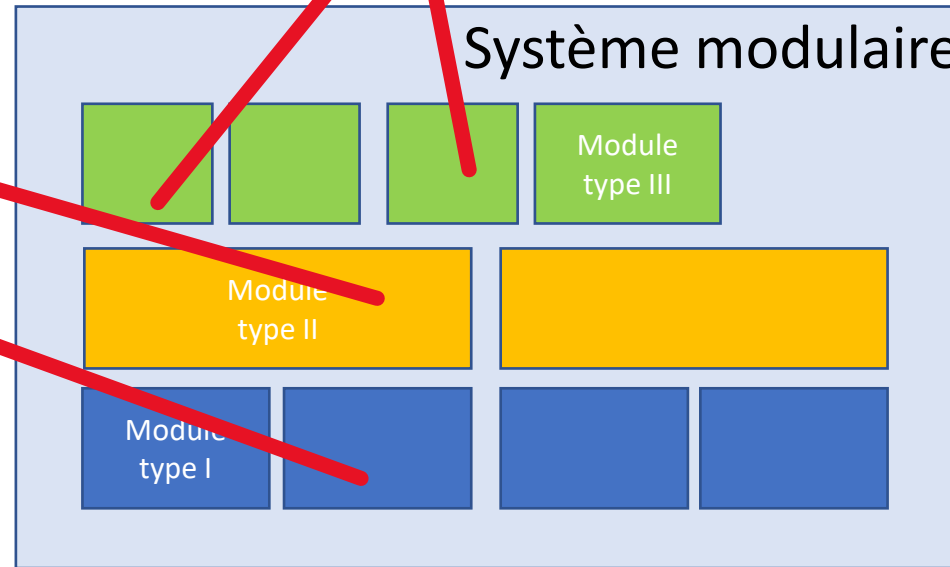 Système modulaire
Module
type III
Module
type II
Module
type I